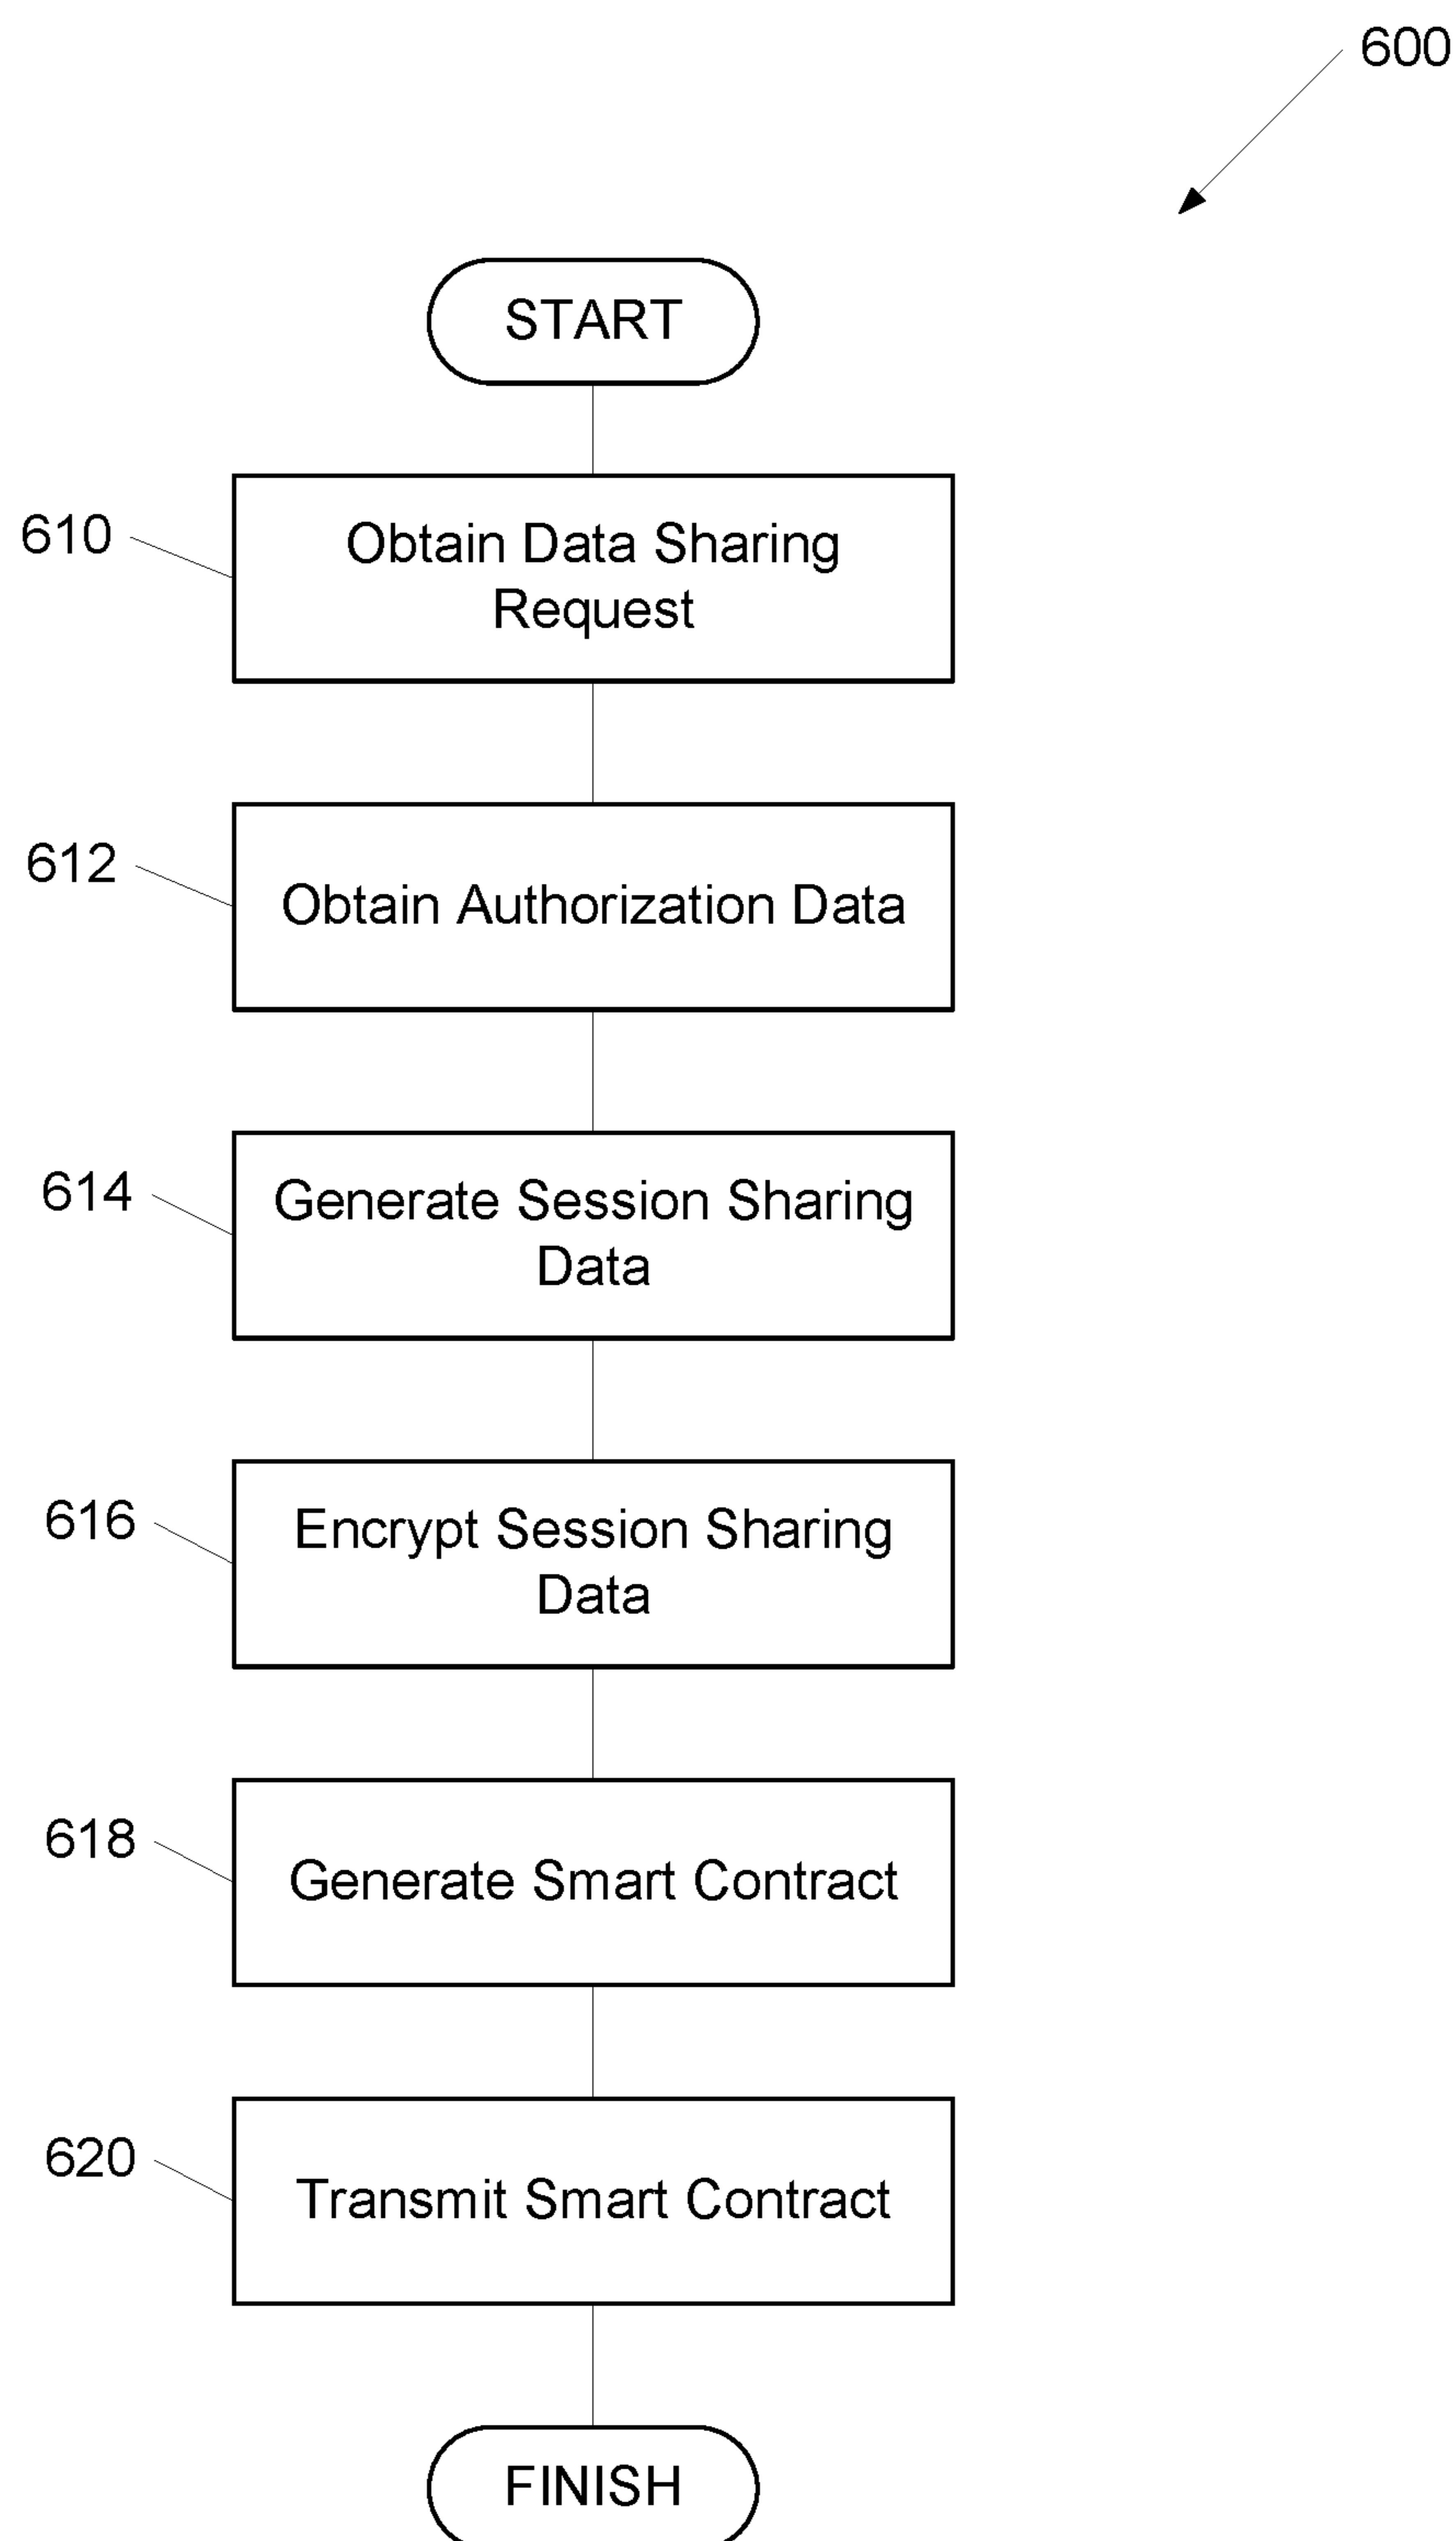 600
START
610
Obtain Data Sharing
Request
612
Obtain Authorization Data
614
Generate Session Sharing
Data
616
Encrypt Session Sharing
Data
618
Generate Smart Contract
620
Transmit Smart Contract
FINISH